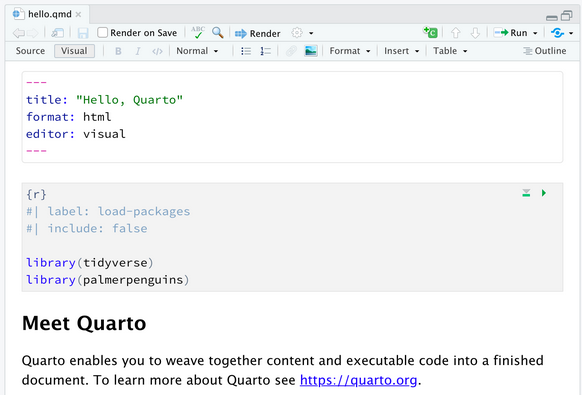 hello.qmd
Render on Save
ABC
Render
Run
Source
Visual
B
I
</>
Normal
Format
Insert
Table
Outline
---
title: "Hello, Quarto"
format: html
editor: visual
---
{r}
#| label: load-packages
#| include: false
library(tidyverse)
library(palmerpenguins)
Meet Quarto
Quarto enables you to weave together content and executable code into a finished
document. To learn more about Quarto see https://quarto.org.